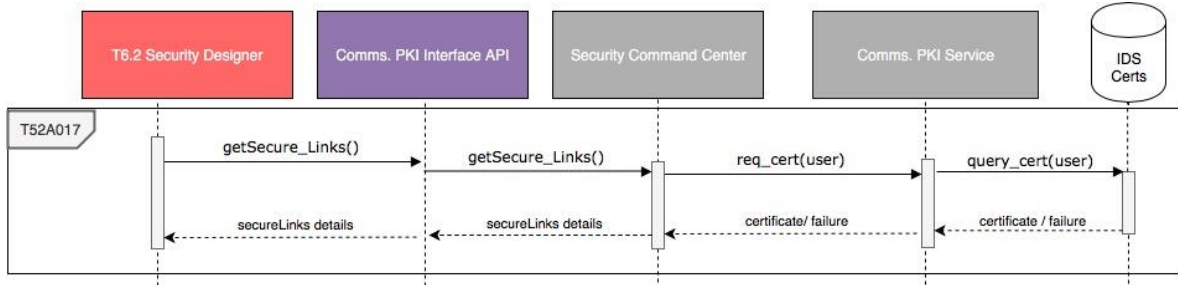 T6.2 Security Designer
Comms. PKI Interface API
Security Command Center
Comms. PKI Service
IDS
Certs
T52A017
getSecure_Links()
getSecure_Links()
req_cert(user)
query_cert(user)
secureLinks details
secureLinks details
certificate/ failure
certificate / failure